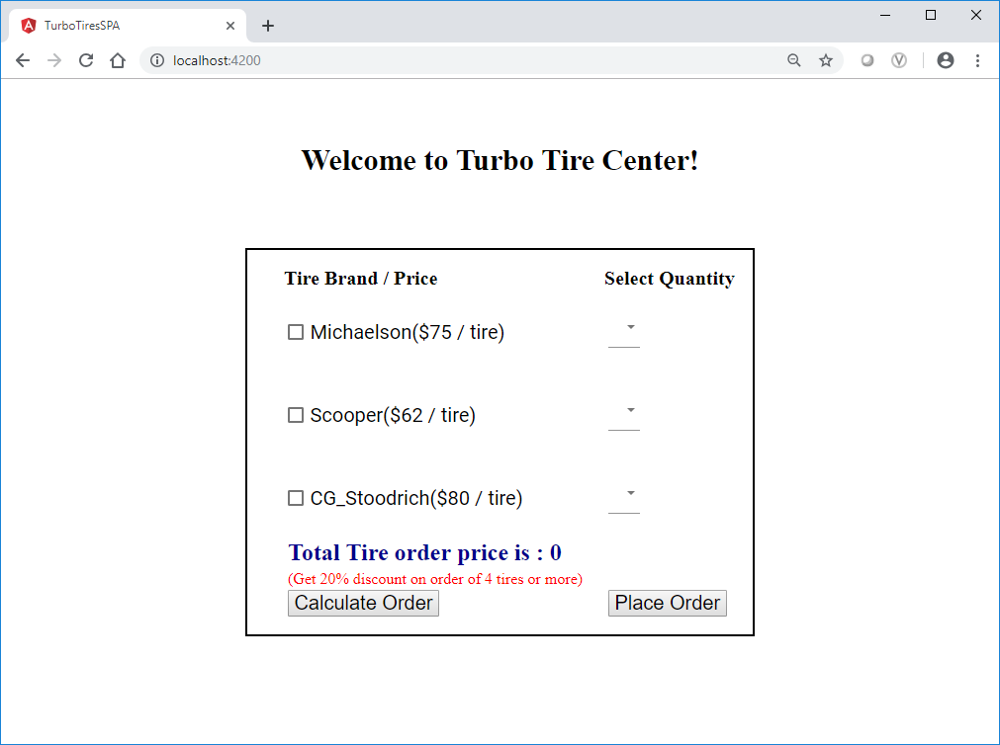 TurboTiresSPA
localhost:4200
Welcome to Turbo Tire Center!
Tire Brand / Price Select Quantity
Michaelson($75 / tire)
Scooper($62 / tire)
CG_Stoodrich($80 / tire)
Total Tire order price is : 0
(Get 20% discount on order of 4 tires or more)
Calculate Order Place Order